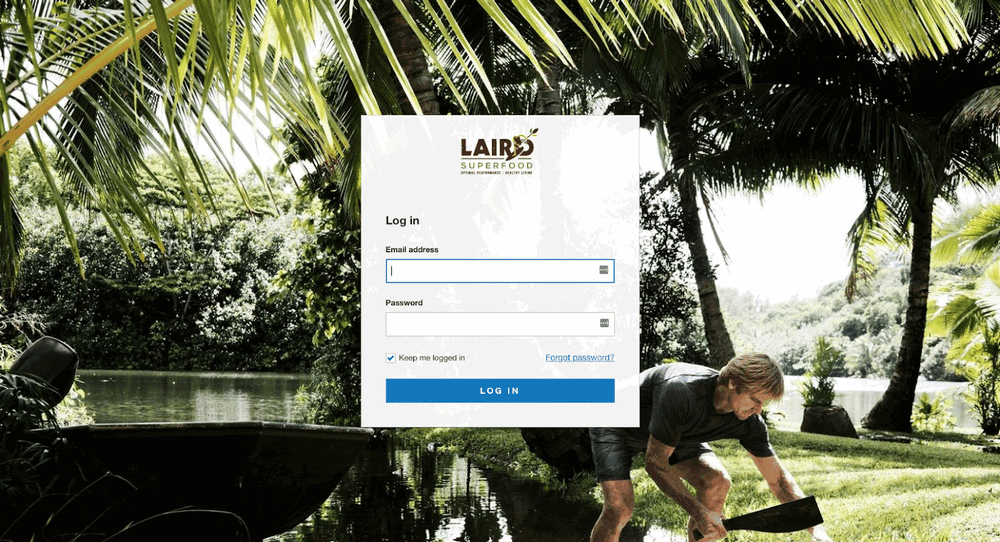 LAIRD
SUPERFOOD
OPTIMAL PERFORMANCE | HEALTHY LIVING
Log in
Email address
Password
Keep me logged in
Forgot password?
LOG IN